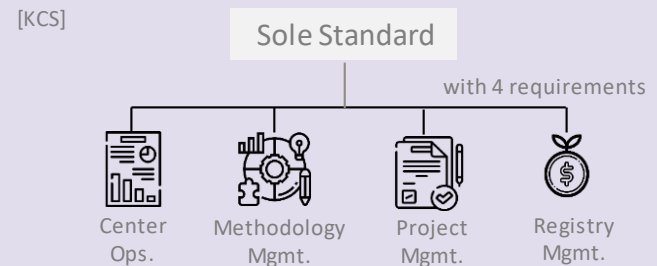 [KCS]
Sole Standard
with 4 requirements
$
Center
Ops.
Methodology
Mgmt.
Project
Mgmt.
Registry
Mgmt.